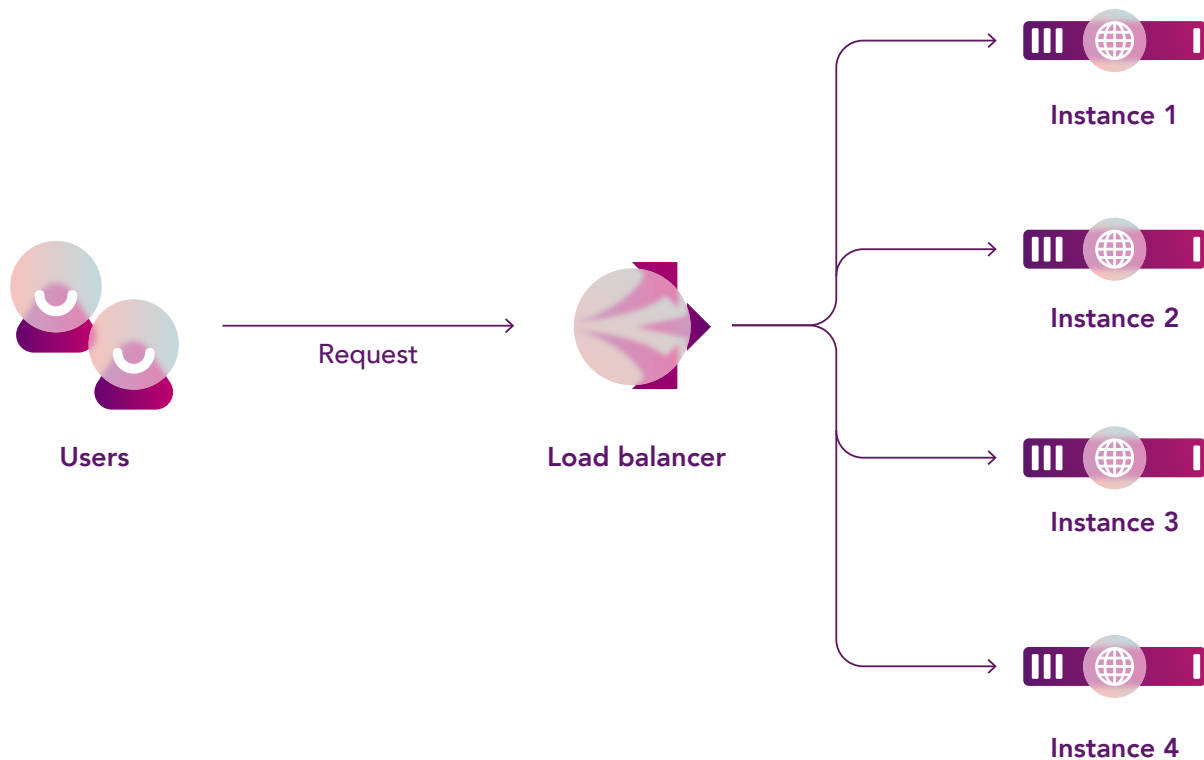 Users
Request
Load balancer
Instance 1
Instance 2
Instance 3
Instance 4